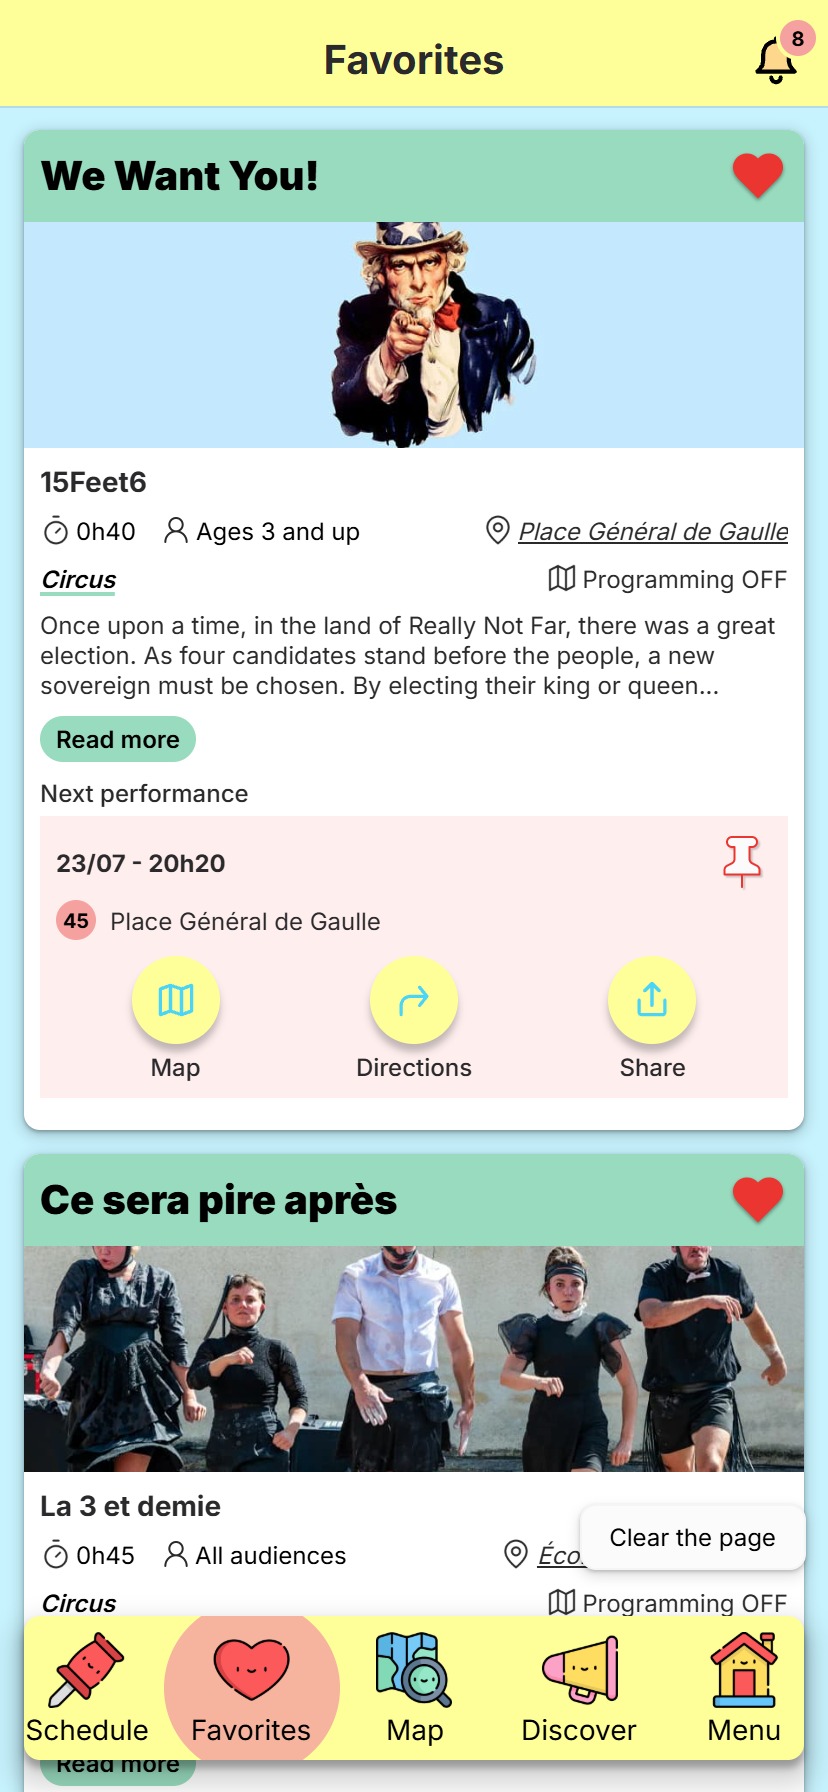 Favorites
8
We Want You!
15Feet6
0h40 Ages 3 and up Place Général de Gaulle
Circus Programming OFF
Once upon a time, in the land of Really Not Far, there was a great
election. As four candidates stand before the people, a new
sovereign must be chosen. By electing their king or queen...
Read more
Next performance
23/07 - 20h20
45 Place Général de Gaulle
Map Directions Share
Ce sera pire après
La 3 et demie
0h45 All audiences
Clear the page
Circus Programming OFF
Schedule Favorites Map Discover Menu
Read more